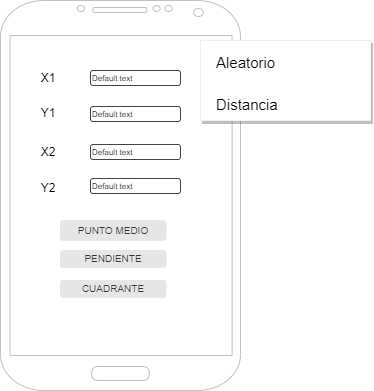 X1 Default text
Y1 Default text
X2 Default text
Y2 Default text
PUNTO MEDIO
PENDIENTE
CUADRANTE
Aleatorio
Distancia